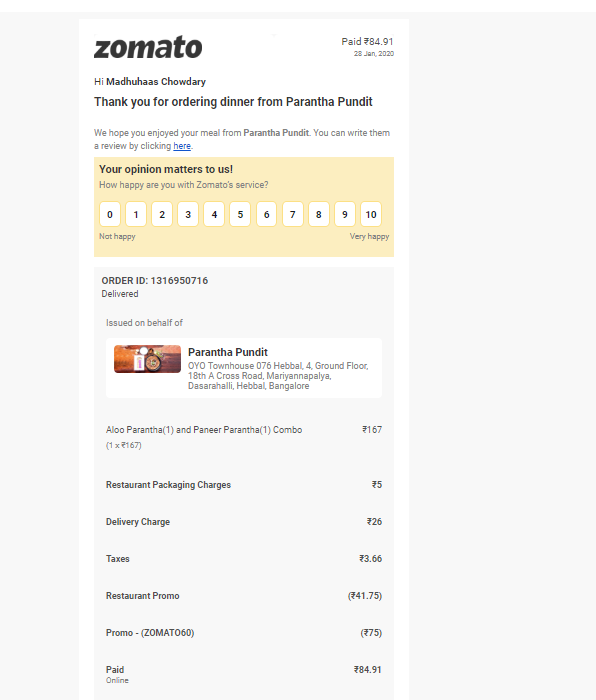 zomato
Paid ₹84.91
28 Jan, 2020
Hi Madhuhaas Chowdary
Thank you for ordering dinner from Parantha Pundit
We hope you enjoyed your meal from Parantha Pundit. You can write them
a review by clicking here.
Your opinion matters to us!
How happy are you with Zomato's service?
0 1 2 3 4 5 6 7 8 9 10
Not happy Very happy
ORDER ID: 1316950716
Delivered
Issued on behalf of
Parantha Pundit
OYO Townhouse 076 Hebbal, 4, Ground Floor,
18th A Cross Road, Mariyannapalya,
Dasarahalli, Hebbal, Bangalore
Aloo Parantha(1) and Paneer Parantha(1) Combo ₹167
(1 x ₹167)
Restaurant Packaging Charges ₹5
Delivery Charge ₹26
Taxes ₹3.66
Restaurant Promo (₹41.75)
Promo - (ZOMATO60) (₹75)
Paid ₹84.91
Online